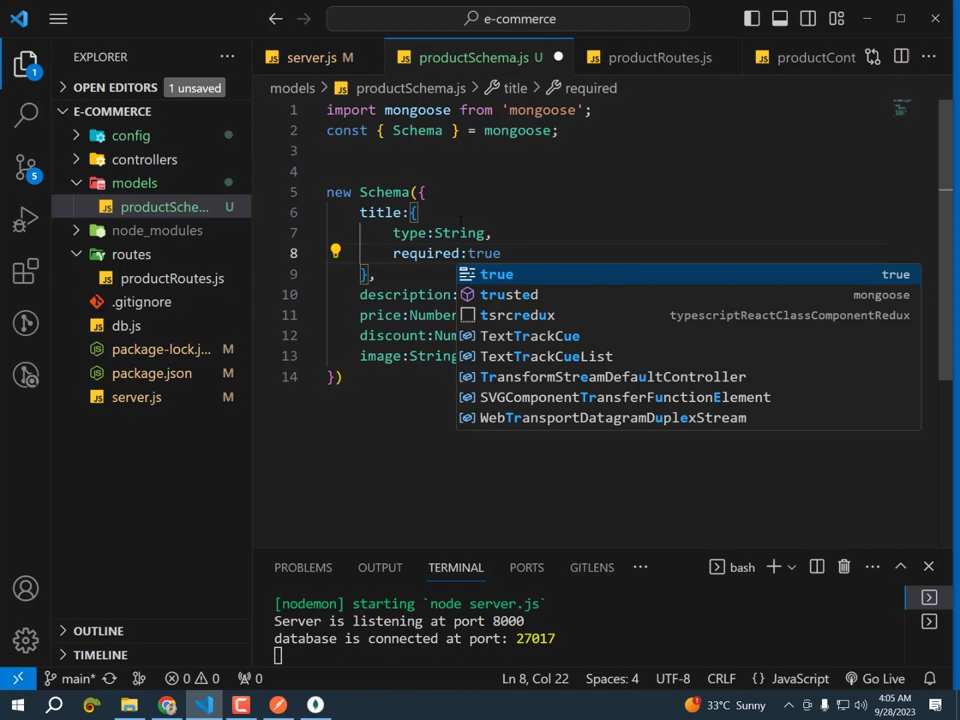 e-commerce
EXPLORER
server.js M
productSchema.js U
productRoutes.js
productCont
OPEN EDITORS 1 unsaved
models > productSchema.js > title > required
E-COMMERCE
config
controllers
models
productSche... U
node_modules
routes
productRoutes.js
.gitignore
db.js
package-lock.j... M
package.json M
server.js M
OUTLINE
TIMELINE
1
5
1 import mongoose from 'mongoose';
2 const { Schema } = mongoose;
3
4
5 new Schema({
6 title:{
7 type:String,
8 required:true
9 },
10 description:
11 price:Number
12 discount:Num
13 image:String
14 })
true true
trusted mongoose
tsrcredux typescriptReactClassComponentRedux
TextTrackCue
TextTrackCueList
TransformStreamDefaultController
SVGComponentTransferFunctionElement
WebTransportDatagramDuplexStream
PROBLEMS OUTPUT TERMINAL PORTS GITLENS bash
[nodemon] starting `node server.js`
Server is listening at port 8000
database is connected at port: 27017
main* 0 0 0 Ln 8, Col 22 Spaces: 4 UTF-8 CRLF {} JavaScript Go Live
33°C Sunny 4:05 AM
9/28/2023